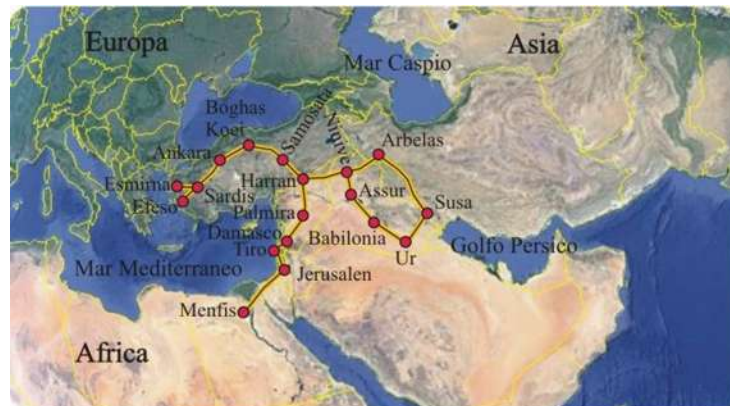 Europa
Asia
Mar Caspio
Boghas
Koei
Samosata
Ninive
Arbelas
Ankara
Esmirna
Harran
Assur
Sardis
Efeso
Palmira
Susa
Damasco
Babilonia
Tiro
Golfo Persico
Ur
Mar Mediterraneo
Jerusalen
Menfis
Africa